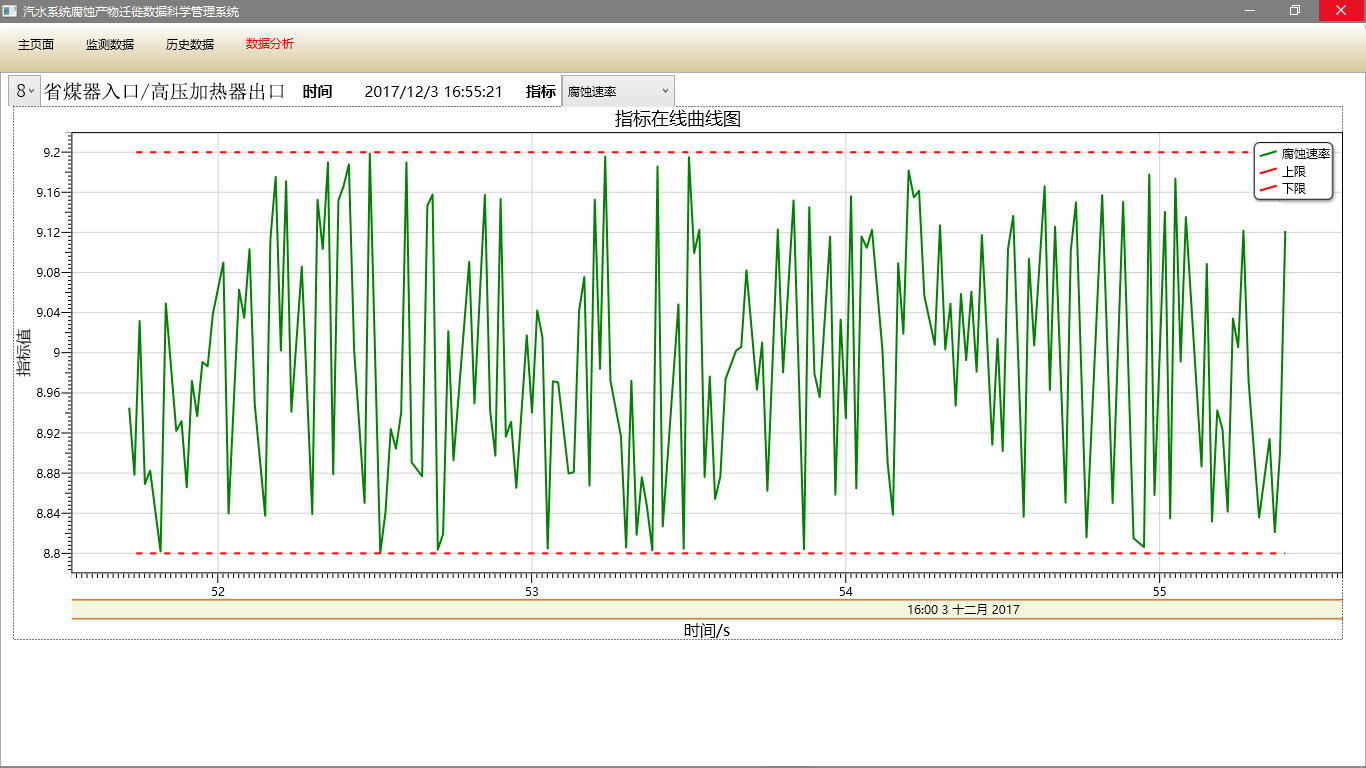 汽水系统腐蚀产物迁徙数据科学管理系统
主页面 监测数据 历史数据 数据分析
8 省煤器入口/高压加热器出口 时间 2017/12/3 16:55:21 指标 腐蚀速率
指标在线曲线图
腐蚀速率
上限
下限
指标值
9.2
9.16
9.12
9.08
9.04
9
8.96
8.92
8.88
8.84
8.8
52 53 54 55
16:00 3 十二月 2017
时间/s